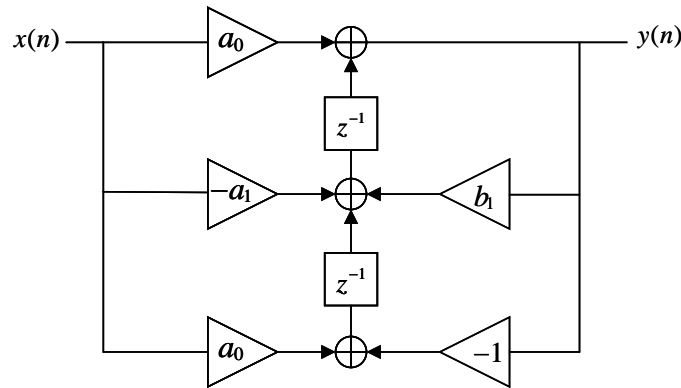 x(n) a₀ y(n)
z⁻¹
−a₁ b₁
z⁻¹
a₀ −1